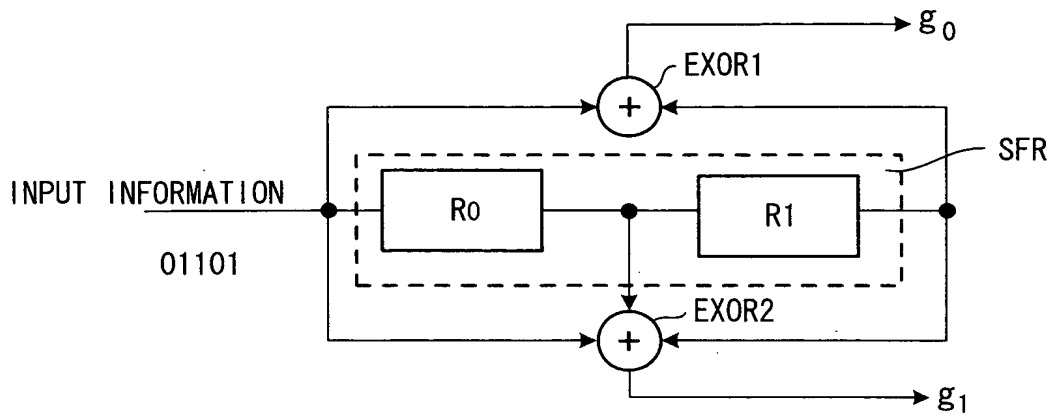 g0
EXOR1
+
SFR
INPUT INFORMATION
R0
R1
01101
EXOR2
+
g1